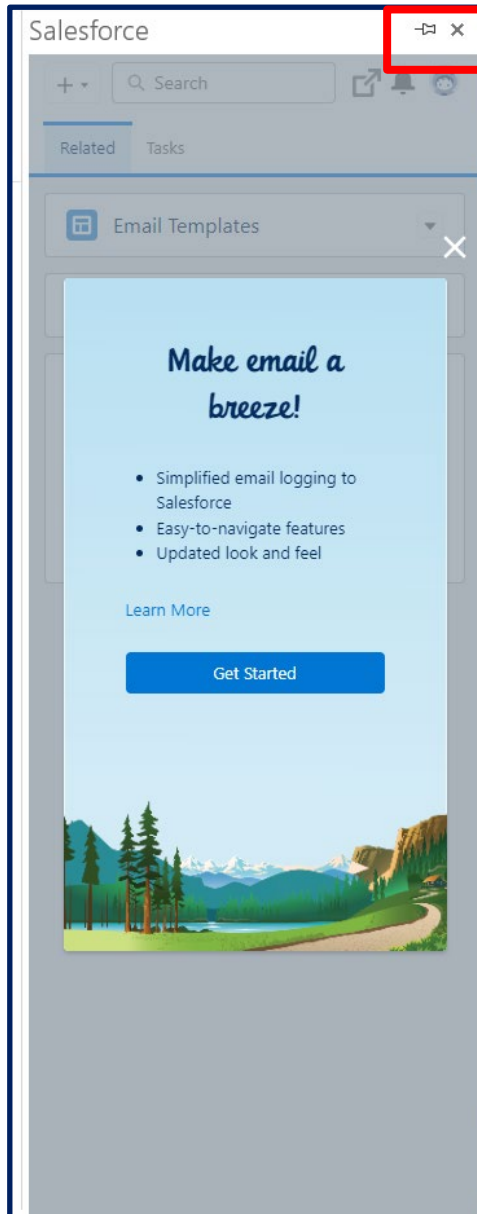 Salesforce
Search
Related Tasks
Email Templates
Make email a
breeze!
• Simplified email logging to
Salesforce
• Easy-to-navigate features
• Updated look and feel
Learn More
Get Started